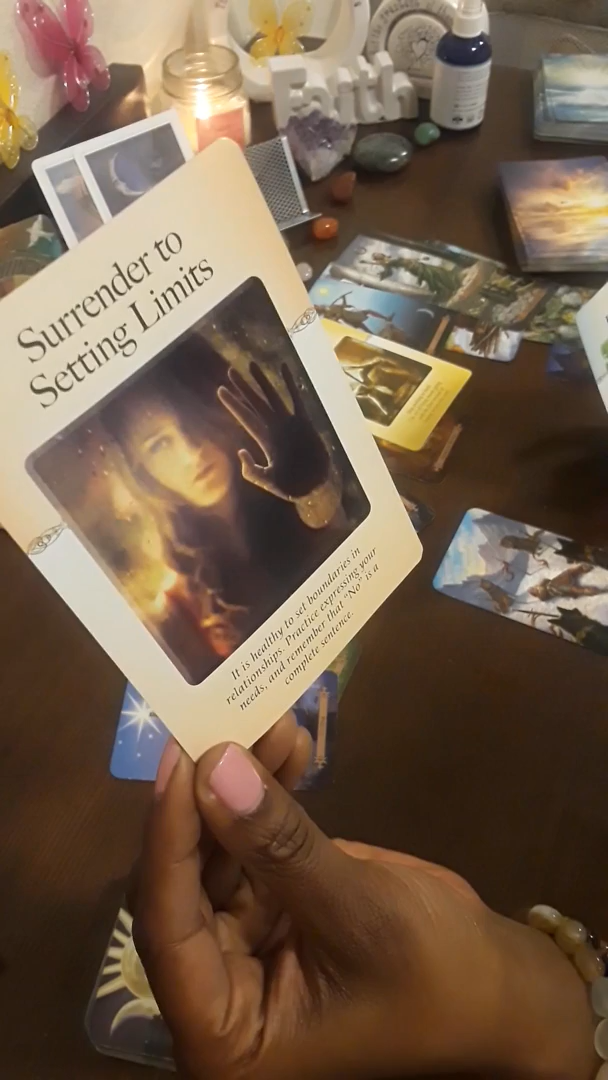 Faith
Surrender to
Setting Limits
It is healthy to set boundaries in
relationships. Practice expressing your
needs, and remember that "No" is a
complete sentence.